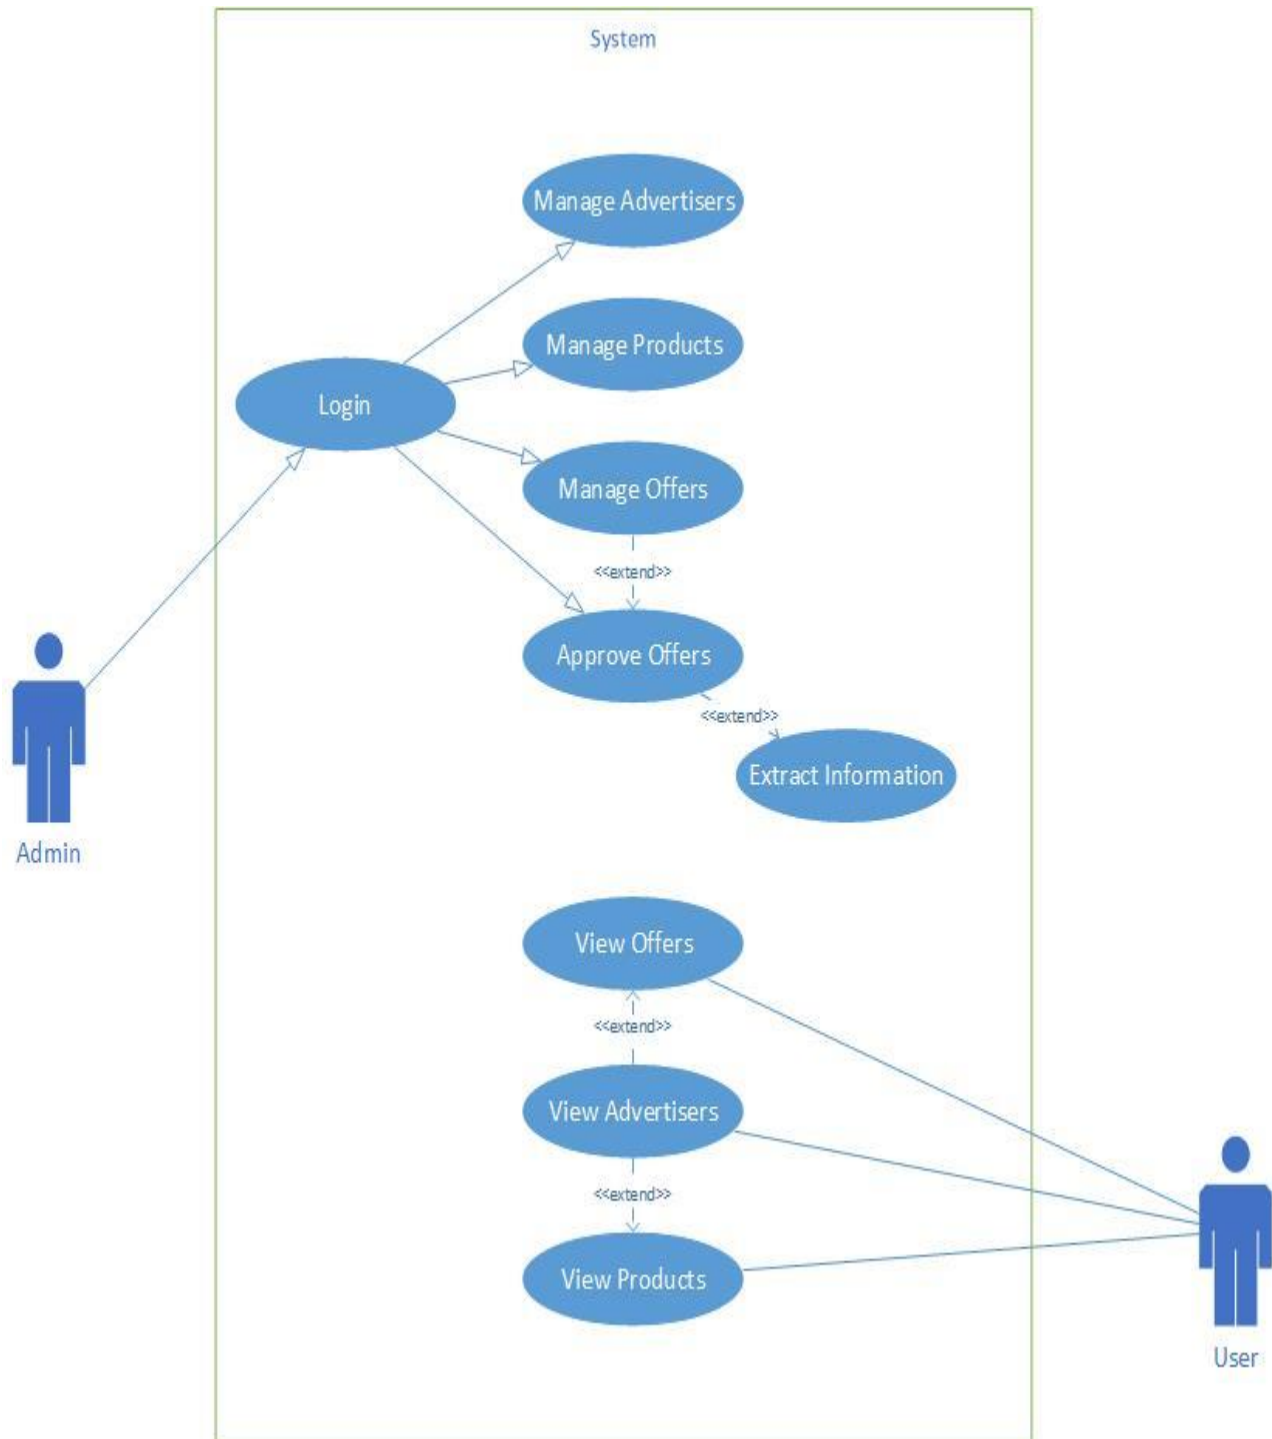 System
Manage Advertisers
Manage Products
Login
Manage Offers
<<extend>>
Approve Offers
<<extend>>
Extract Information
Admin
View Offers
<<extend>>
View Advertisers
<<extend>>
View Products
User